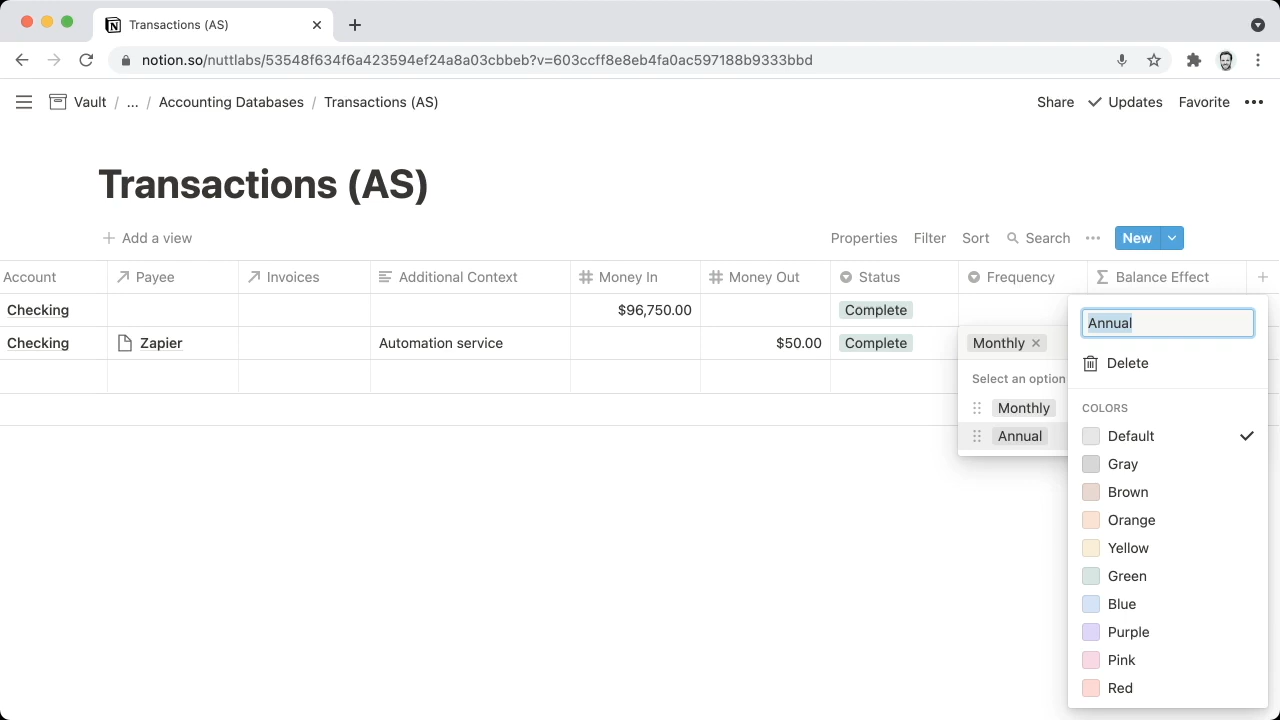 Transactions (AS)
notion.so/nuttlabs/53548f634f6a423594ef24a8a03cbbeb?v=603ccff8e8eb4fa0ac597188b9333bbd
Vault / ... / Accounting Databases / Transactions (AS)
Share Updates Favorite
Transactions (AS)
Add a view
Properties Filter Sort Search New
Account Payee Invoices Additional Context Money In Money Out Status Frequency Balance Effect
Checking $96,750.00 Complete
Checking Zapier Automation service $50.00 Complete Monthly
Select an option
Monthly
Annual
Annual
Delete
COLORS
Default
Gray
Brown
Orange
Yellow
Green
Blue
Purple
Pink
Red